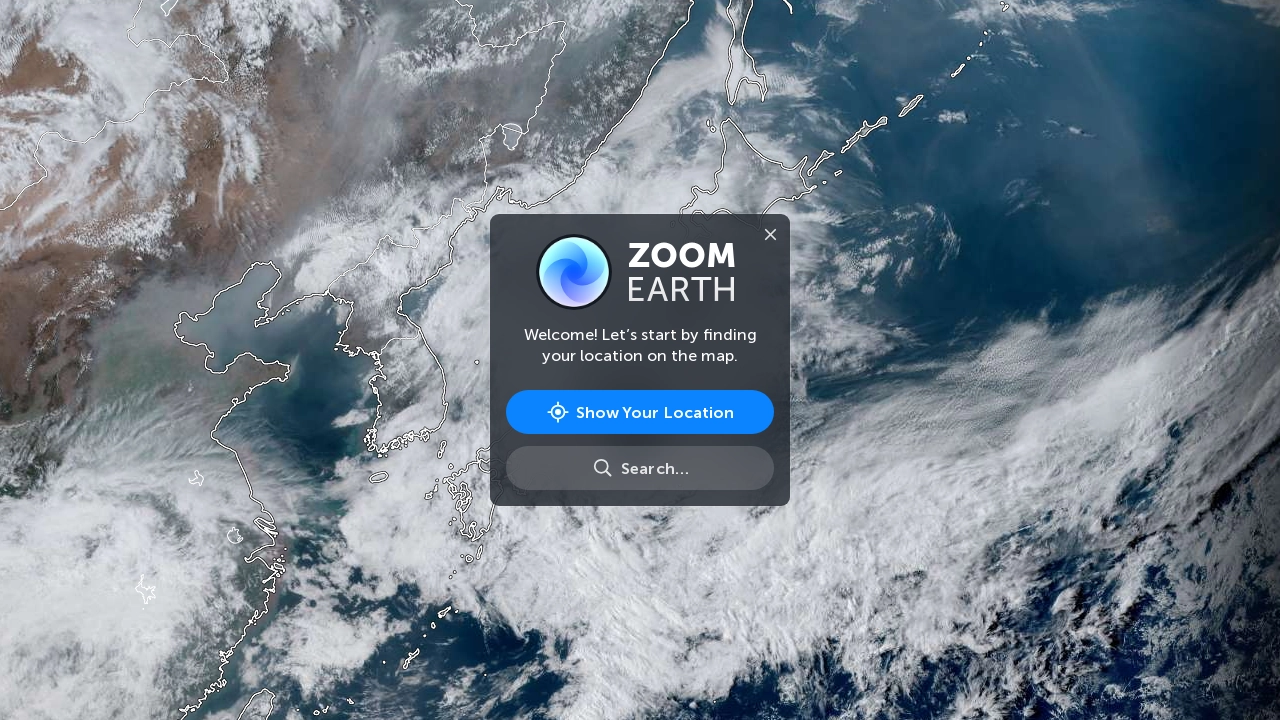 ZOOM
EARTH
Welcome! Let’s start by finding
your location on the map.
Show Your Location
Search...